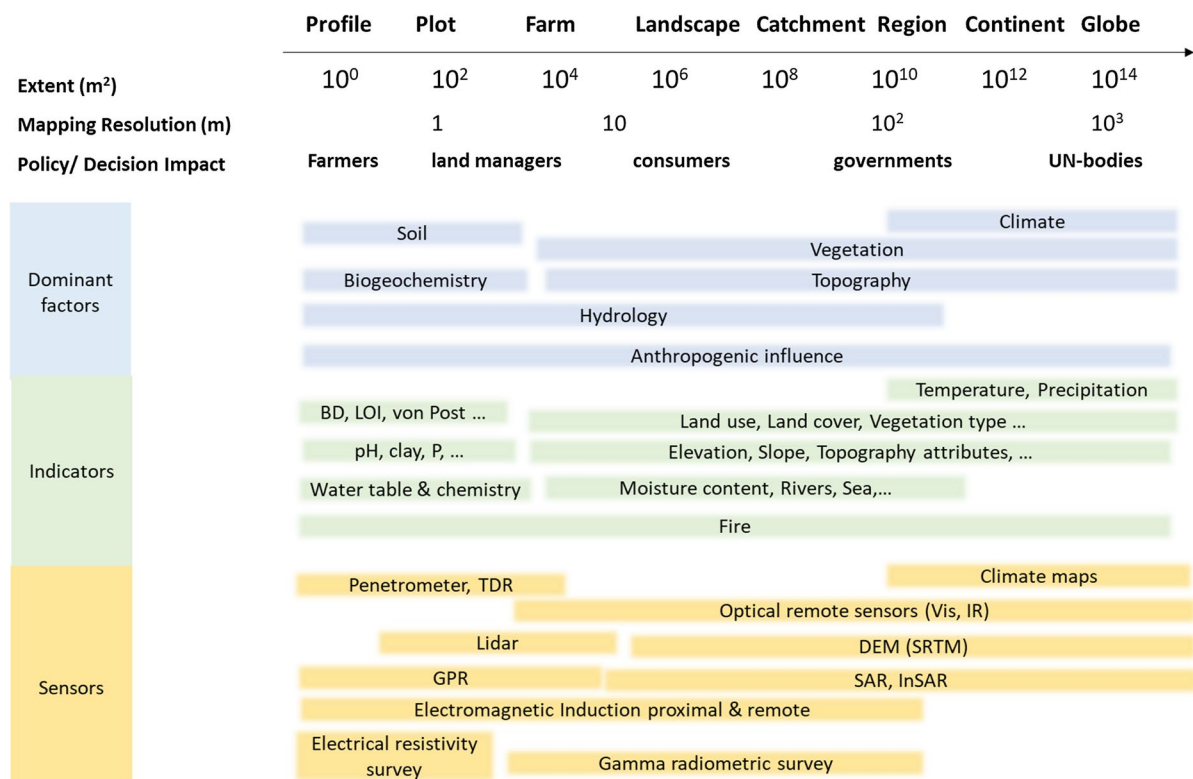 Profile Plot Farm Landscape Catchment Region Continent Globe
Extent (m²) 10⁰ 10² 10⁴ 10⁶ 10⁸ 10¹⁰ 10¹² 10¹⁴
Mapping Resolution (m) 1 10 10² 10³
Policy/ Decision Impact Farmers land managers consumers governments UN-bodies
Dominant
factors
Climate
Soil
Vegetation
Biogeochemistry Topography
Hydrology
Anthropogenic influence
Indicators
Temperature, Precipitation
BD, LOI, von Post ...
Land use, Land cover, Vegetation type ...
pH, clay, P, ... Elevation, Slope, Topography attributes, ...
Water table & chemistry Moisture content, Rivers, Sea,...
Fire
Sensors
Climate maps
Penetrometer, TDR
Optical remote sensors (Vis, IR)
Lidar DEM (SRTM)
GPR SAR, InSAR
Electromagnetic Induction proximal & remote
Electrical resistivity
survey
Gamma radiometric survey